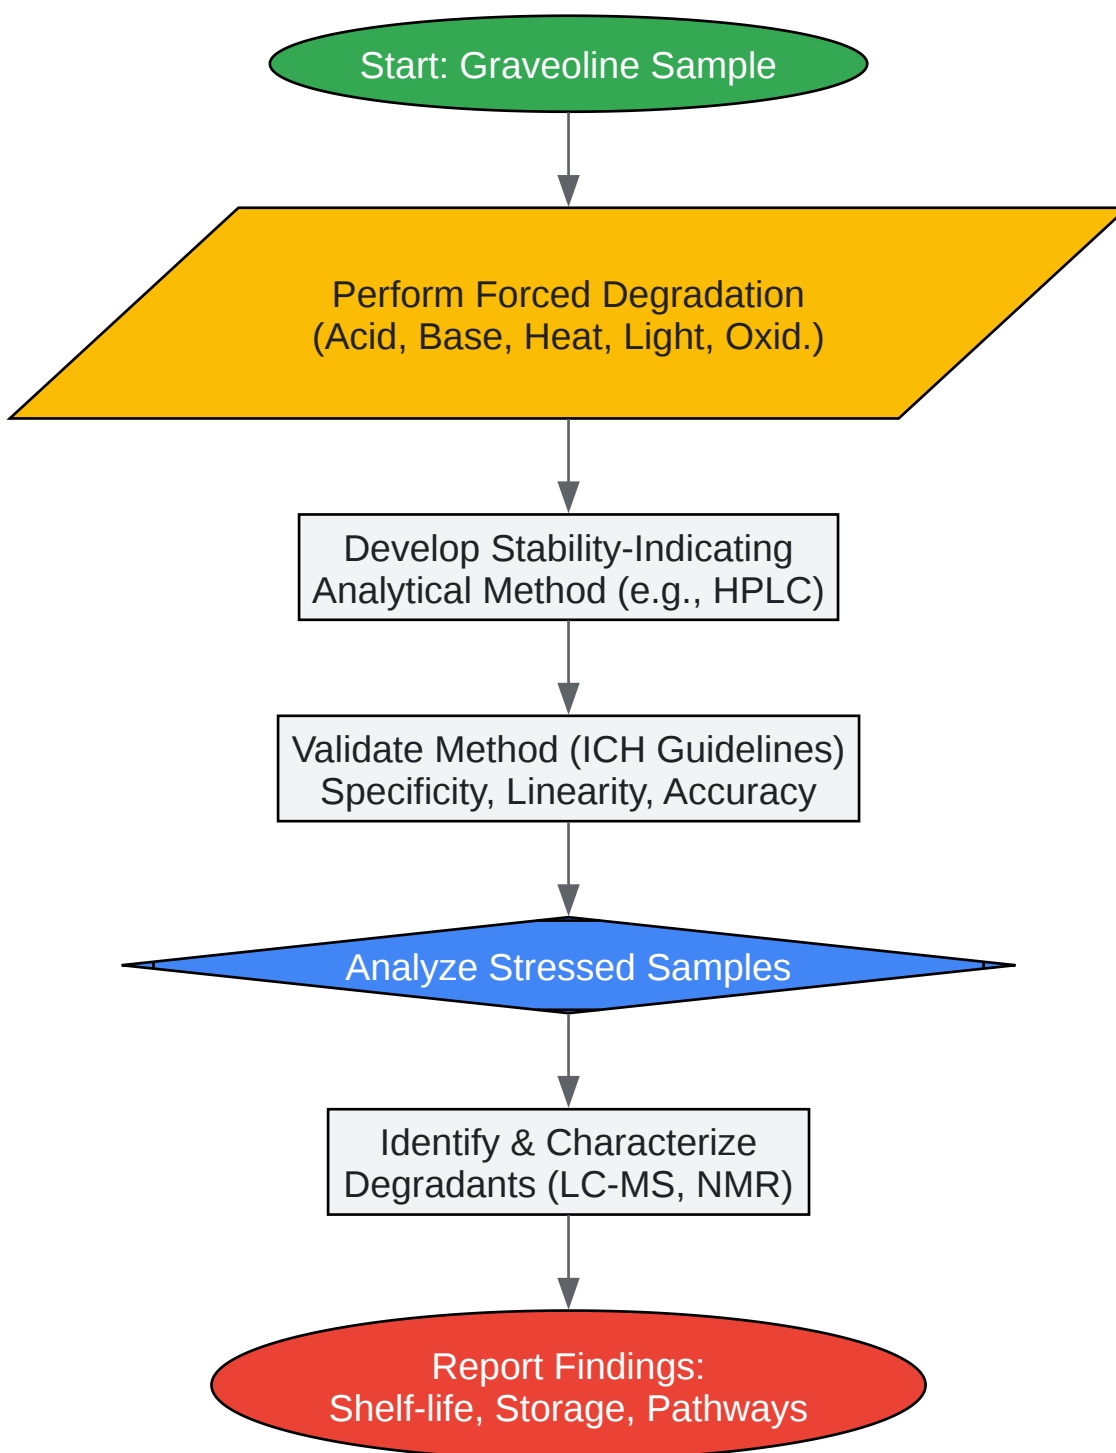 Start: Graveoline Sample
Perform Forced Degradation
(Acid, Base, Heat, Light, Oxid.)
Develop Stability-Indicating
Analytical Method (e.g., HPLC)
Validate Method (ICH Guidelines)
Specificity, Linearity, Accuracy
Analyze Stressed Samples
Identify & Characterize
Degradants (LC-MS, NMR)
Report Findings:
Shelf-life, Storage, Pathways